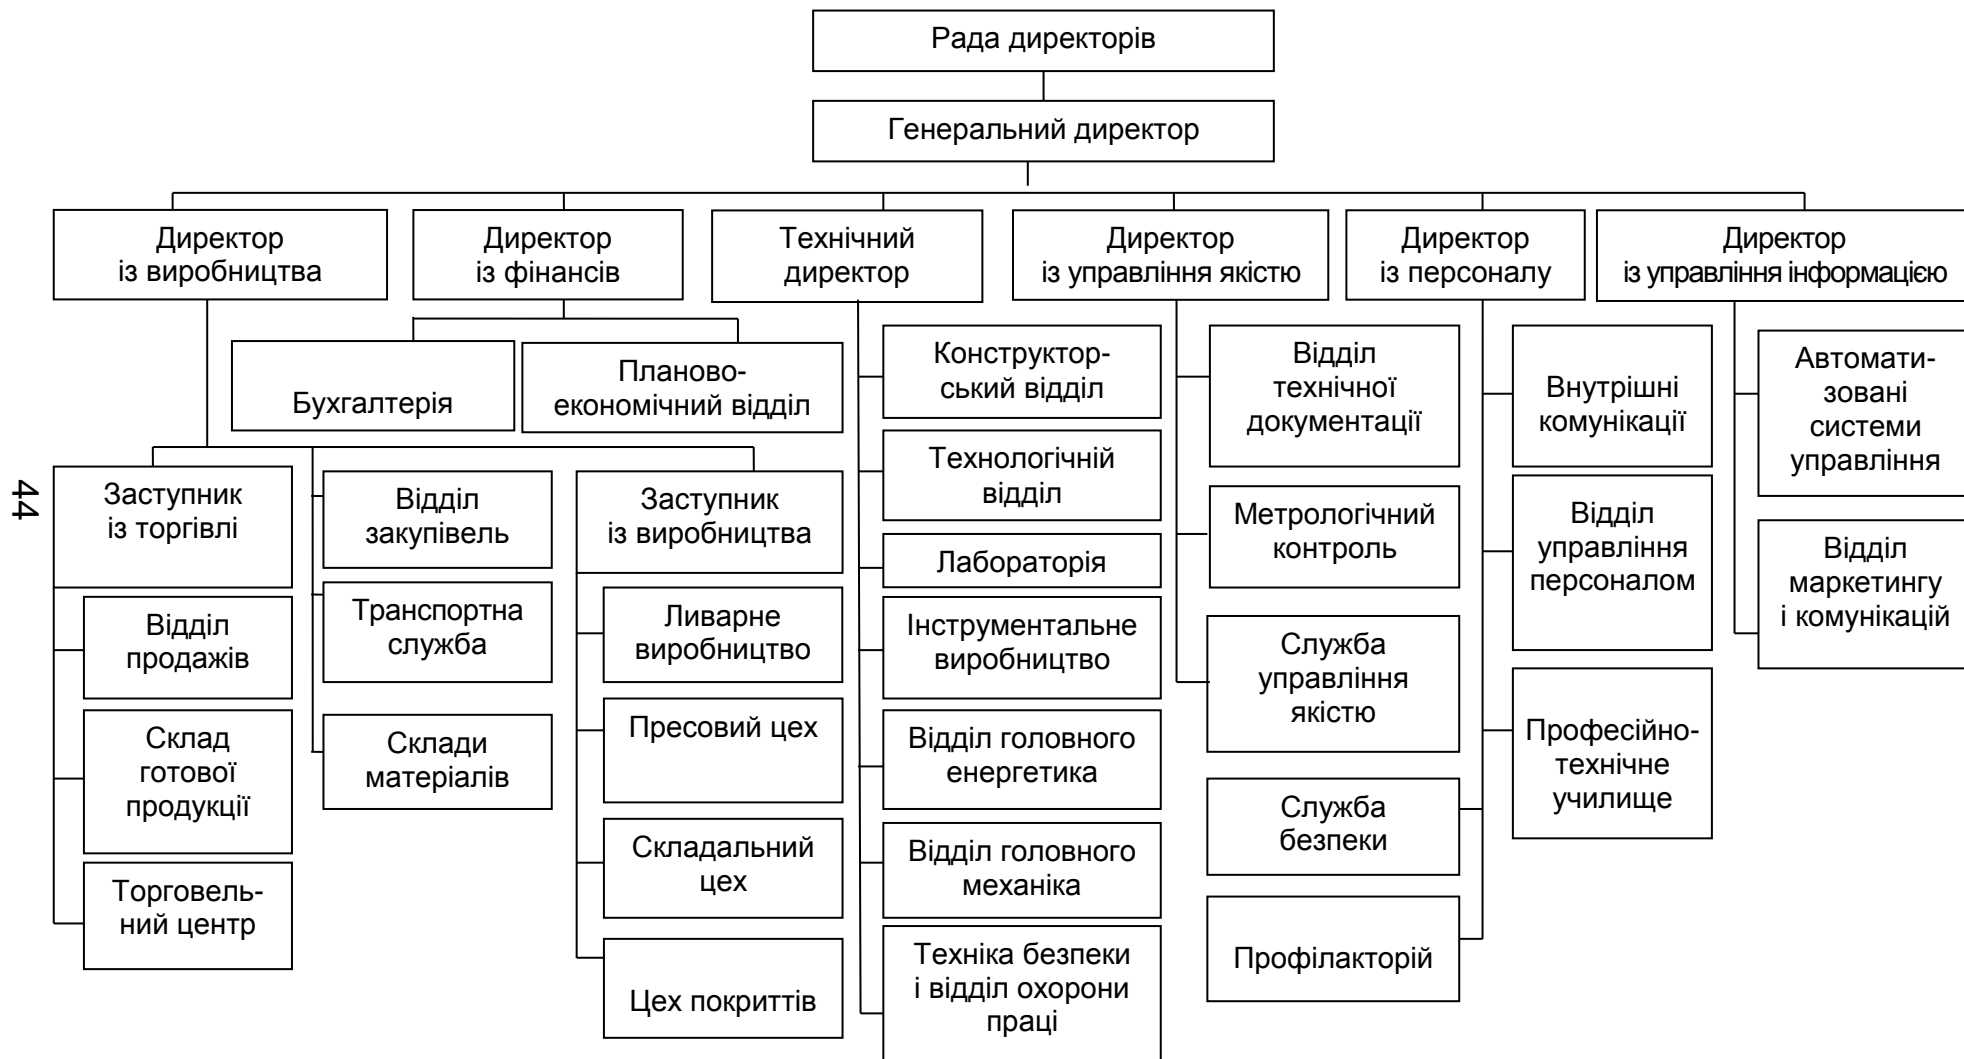 Рада директорів
Генеральний директор
Директор
із виробництва
Директор
із фінансів
Технічний
директор
Директор
із управління якістю
Директор
із персоналу
Директор
із управління інформацією
Бухгалтерія
Планово-
економічний відділ
Заступник
із торгівлі
Відділ
продажів
Склад
готової
продукції
Торговель-
ний центр
Відділ
закупівель
Транспортна
служба
Склади
матеріалів
Заступник
із виробництва
Ливарне
виробництво
Пресовий цех
Складальний
цех
Цех покриттів
Конструктор-
ський відділ
Технологічній
відділ
Лабораторія
Інструментальне
виробництво
Відділ головного
енергетика
Відділ головного
механіка
Техніка безпеки
і відділ охорони
праці
Відділ
технічної
документації
Метрологічний
контроль
Служба
управління
якістю
Служба
безпеки
Профілакторій
Внутрішні
комунікації
Відділ
управління
персоналом
Професійно-
технічне
училище
Автомати-
зовані
системи
управління
Відділ
маркетингу
і комунікацій
44